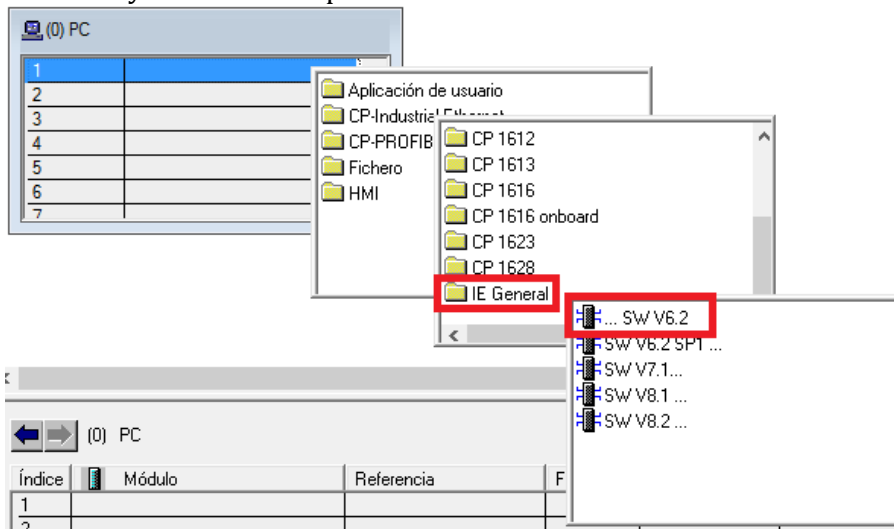 (0) PC
1
2
3
4
5
6
7
Aplicación de usuario
CP-Industrial
CP-PROFIB
Fichero
HMI
CP 1612
CP 1613
CP 1616
CP 1616 onboard
CP 1623
CP 1628
IE General
... SW V6.2
SW V6.2 SP1 ...
SW V7.1...
SW V8.1 ...
SW V8.2 ...
(0) PC
Índice Módulo Referencia F
1
2